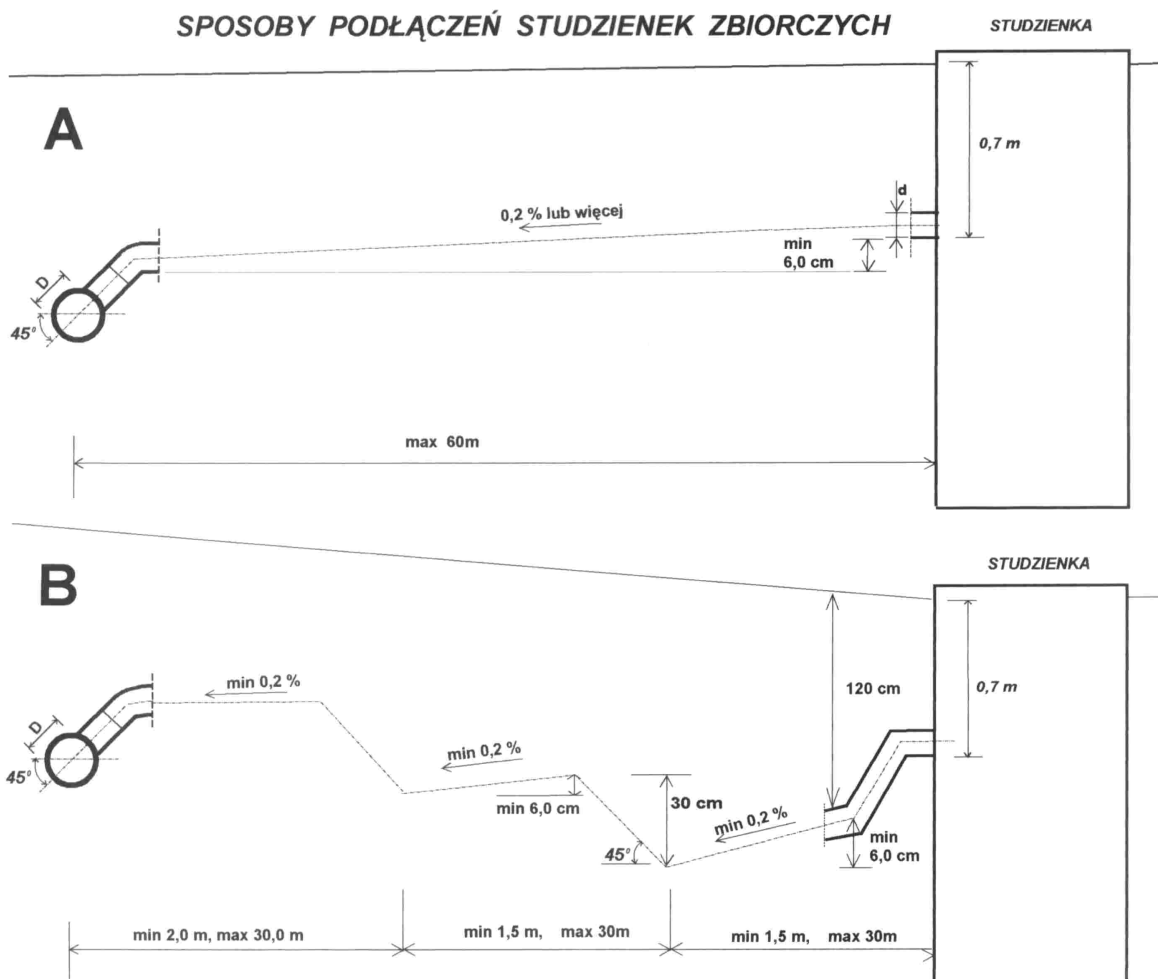 SPOSOBY PODŁĄCZEŃ STUDZIENEK ZBIORCZYCH
STUDZIENKA
A
0,7 m
d
0,2 % lub więcej
min
6,0 cm
D
45°
max 60m
STUDZIENKA
B
min 0,2 %
120 cm
0,7 m
D
min 0,2 %
45°
min 6,0 cm
30 cm
min 0,2 %
min
6,0 cm
45°
min 2,0 m, max 30,0 m
min 1,5 m, max 30m
min 1,5 m, max 30m